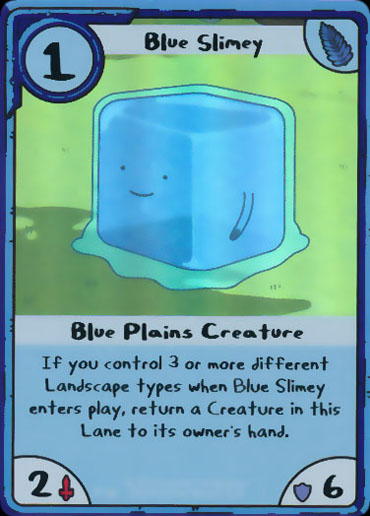 1
Blue Slimey
Blue Plains Creature
If you control 3 or more different
Landscape types when Blue Slimey
enters play, return a Creature in this
Lane to its owner's hand.
2
6